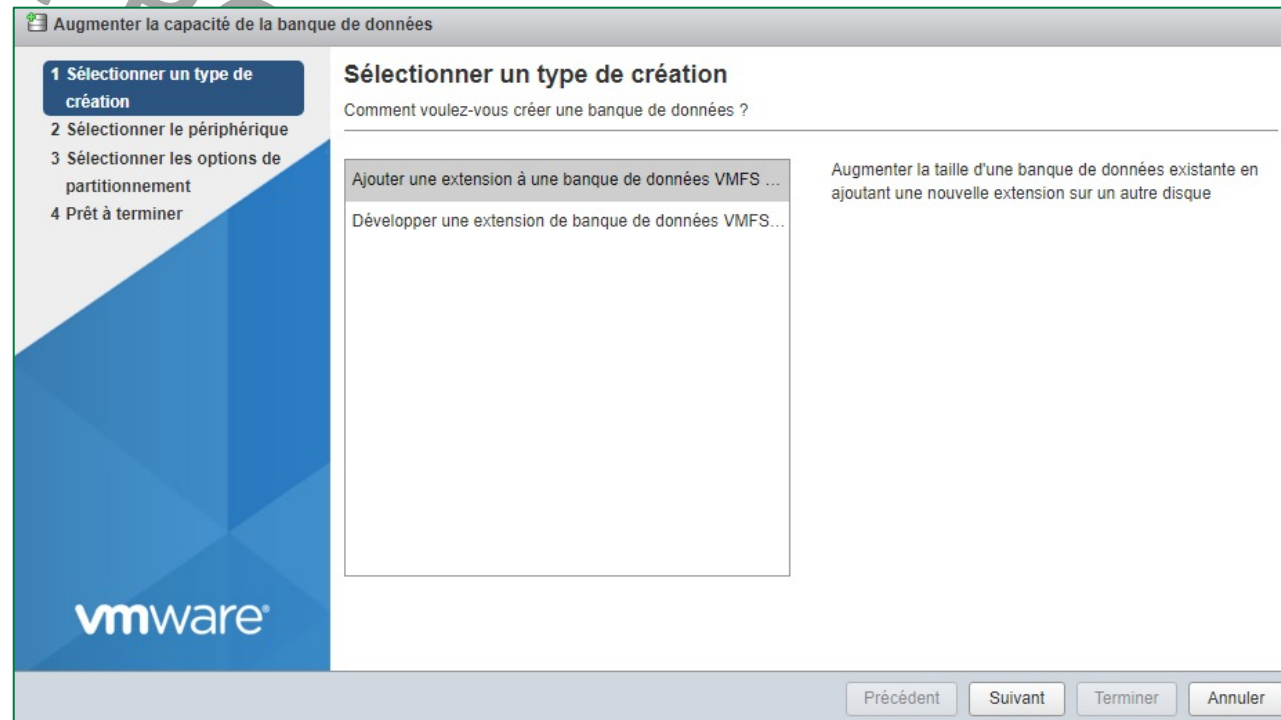 Augmenter la capacité de la banque de données
1 Sélectionner un type de
création
2 Sélectionner le périphérique
3 Sélectionner les options de
partitionnement
4 Prêt à terminer
Sélectionner un type de création
Comment voulez-vous créer une banque de données ?
Ajouter une extension à une banque de données VMFS ...
Développer une extension de banque de données VMFS...
Augmenter la taille d'une banque de données existante en
ajoutant une nouvelle extension sur un autre disque
vmware®
Précédent
Suivant
Terminer
Annuler